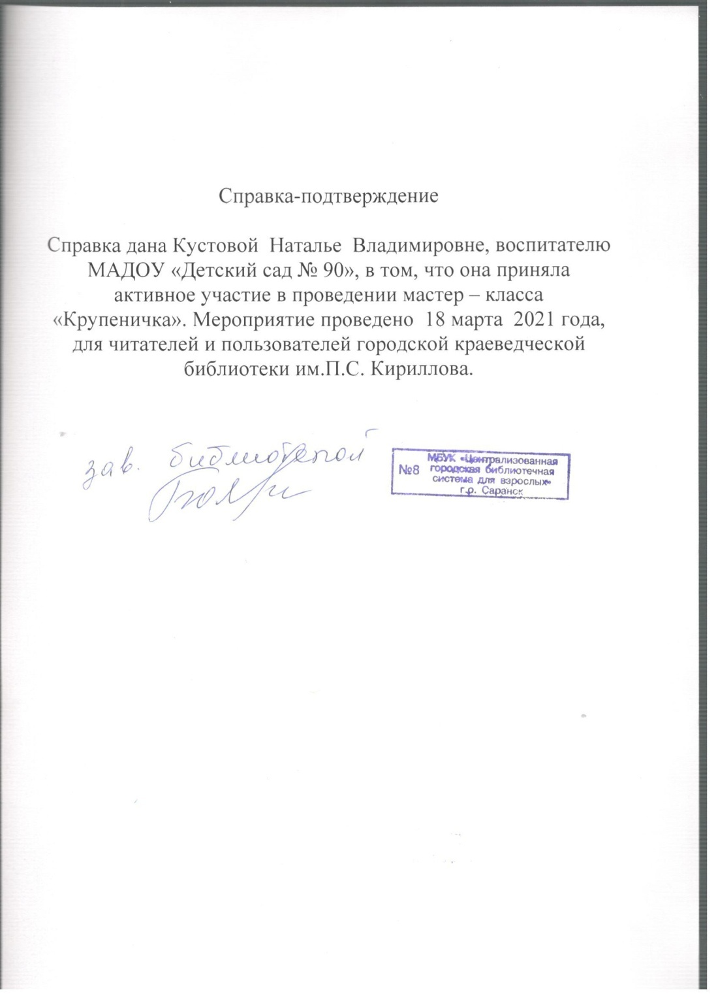 Справка-подтверждение
Справка дана Кустовой Наталье Владимировне, воспитателю
МАДОУ «Детский сад № 90», в том, что она приняла
активное участие в проведении мастер – класса
«Крупеничка». Мероприятие проведено 18 марта 2021 года,
для читателей и пользователей городской краеведческой
библиотеки им.П.С. Кириллова.
зав. библиотекой
МБУК «Централизованная
№8 городская библиотечная
система для взрослых»
г.о. Саранск